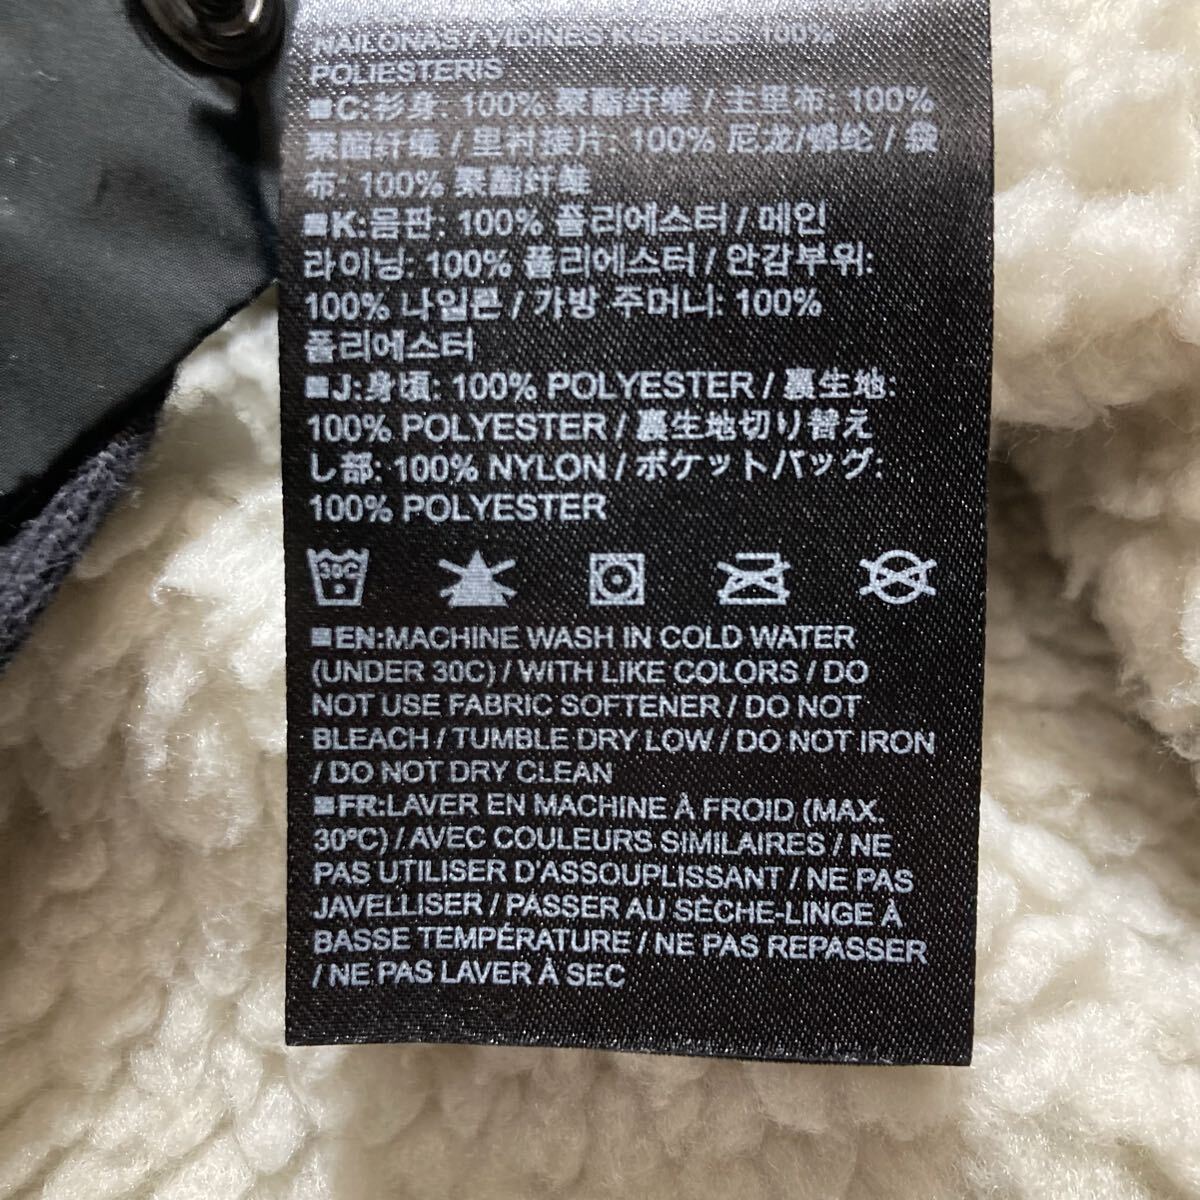 NAILONAS / VIDINĖS KIŠENĖS: 100%
POLIESTERIS
■C:衫身: 100% 聚酯纤维 / 主里布: 100%
聚酯纤维 / 里衬接片: 100% 尼龙/锦纶 / 袋
布: 100% 聚酯纤维
■K:몸판: 100% 폴리에스터 / 메인
라이닝: 100% 폴리에스터 / 안감부위:
100% 나일론 / 가방 주머니: 100%
폴리에스터
■J:身頃: 100% POLYESTER / 裏生地:
100% POLYESTER / 裏生地切り替え
し部: 100% NYLON / ポケットバッグ:
100% POLYESTER
30C
■EN:MACHINE WASH IN COLD WATER
(UNDER 30C) / WITH LIKE COLORS / DO
NOT USE FABRIC SOFTENER / DO NOT
BLEACH / TUMBLE DRY LOW / DO NOT IRON
/ DO NOT DRY CLEAN
■FR:LAVER EN MACHINE À FROID (MAX.
30ºC) / AVEC COULEURS SIMILAIRES / NE
PAS UTILISER D'ASSOUPLISSANT / NE PAS
JAVELLISER / PASSER AU SÈCHE-LINGE À
BASSE TEMPÉRATURE / NE PAS REPASSER
/ NE PAS LAVER À SEC